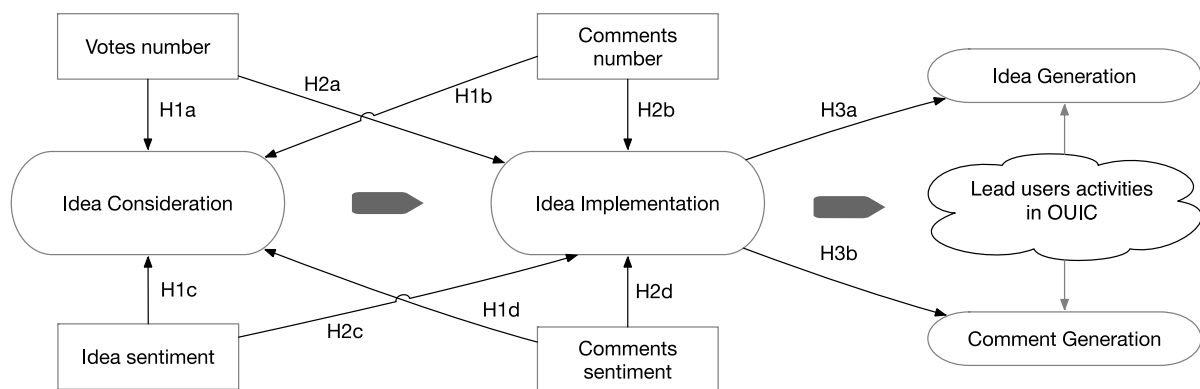 Votes number
Comments
number
H1a
H2a
H1b
H2b
H3a
Idea Generation
Idea Consideration
Idea Implementation
Lead users activities
in OUIC
H1c
H2c
H1d
H2d
H3b
Idea sentiment
Comments
sentiment
Comment Generation